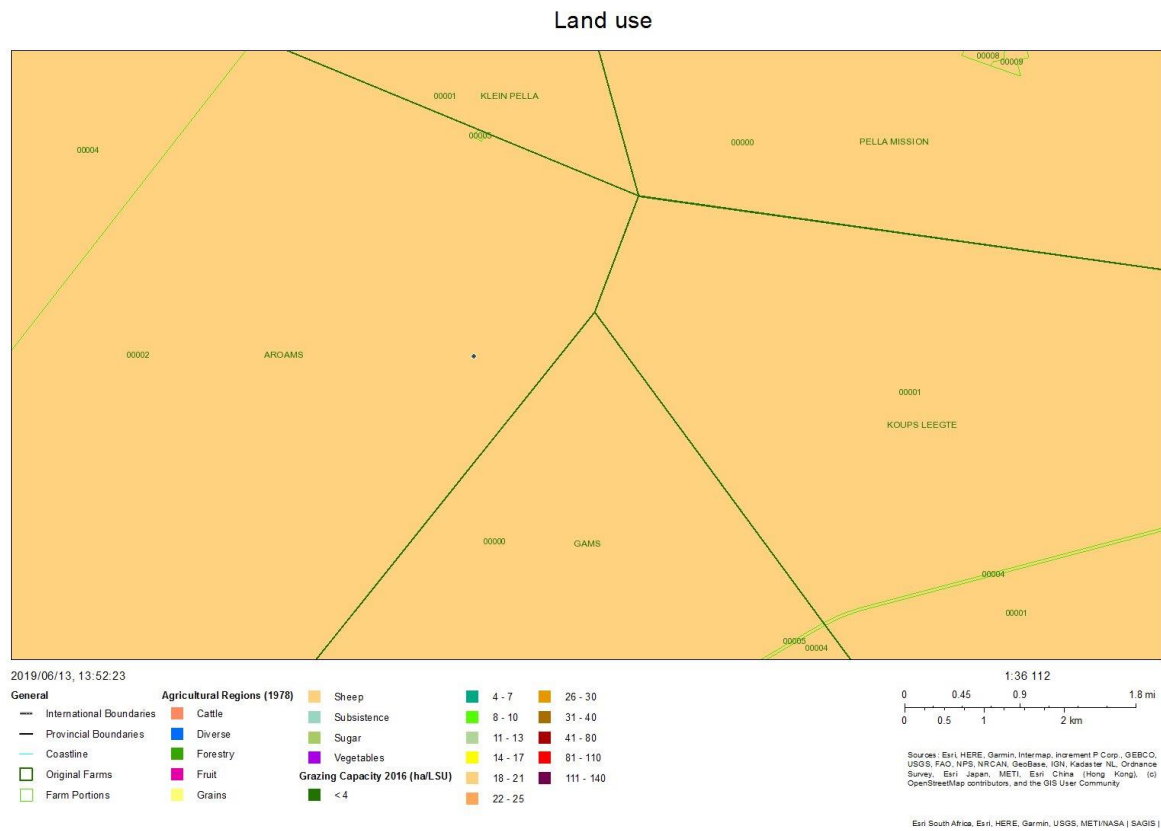 Land use
00008
00009
00001 KLEIN PELLA
00005
00000 PELLA MISSION
00004
00002 AROAMS
00001
KOUPS LEEGTE
00000 GAMS
00004
00001
00005
00004
2019/06/13, 13:52:23
1:36 112
General
International Boundaries
Provincial Boundaries
Coastline
Original Farms
Farm Portions
Agricultural Regions (1978)
Cattle
Diverse
Forestry
Fruit
Grains
Sheep
Subsistence
Sugar
Vegetables
Grazing Capacity 2016 (ha/LSU)
< 4
4 - 7
8 - 10
11 - 13
14 - 17
18 - 21
22 - 25
26 - 30
31 - 40
41 - 80
81 - 110
111 - 140
0 0.45 0.9 1.8 mi
0 0.5 1 2 km
Sources: Esri, HERE, Garmin, Intermap, increment P Corp., GEBCO,
USGS, FAO, NPS, NRCAN, GeoBase, IGN, Kadaster NL, Ordnance
Survey, Esri Japan, METI, Esri China (Hong Kong), (c)
OpenStreetMap contributors, and the GIS User Community
Esri South Africa, Esri, HERE, Garmin, USGS, METI/NASA | SAGIS |